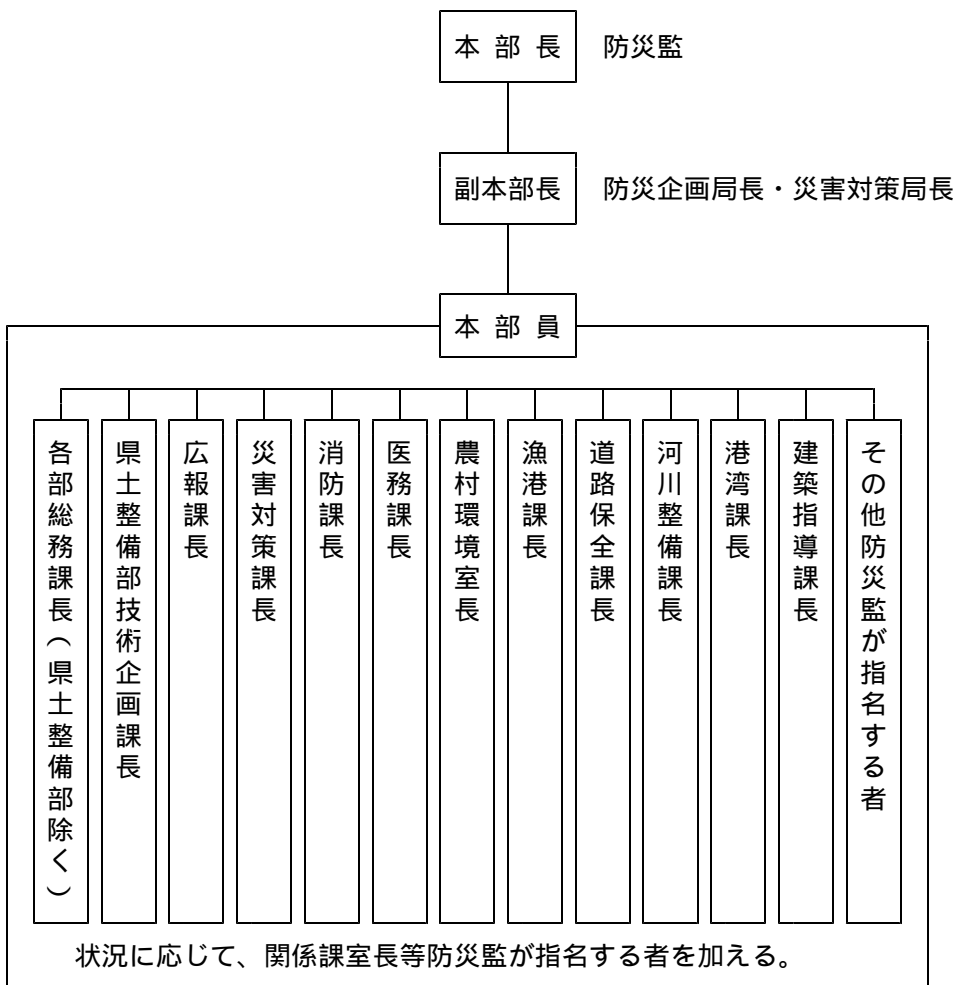 本部長 防災監
副本部長 防災企画局長・災害対策局長
本部員
各部総務課長(県土整備部除く)
県土整備部技術企画課長
広報課長
災害対策課長
消防課長
医務課長
農村環境室長
漁港課長
道路保全課長
河川整備課長
港湾課長
建築指導課長
その他防災監が指名する者
状況に応じて、関係課室長等防災監が指名する者を加える。